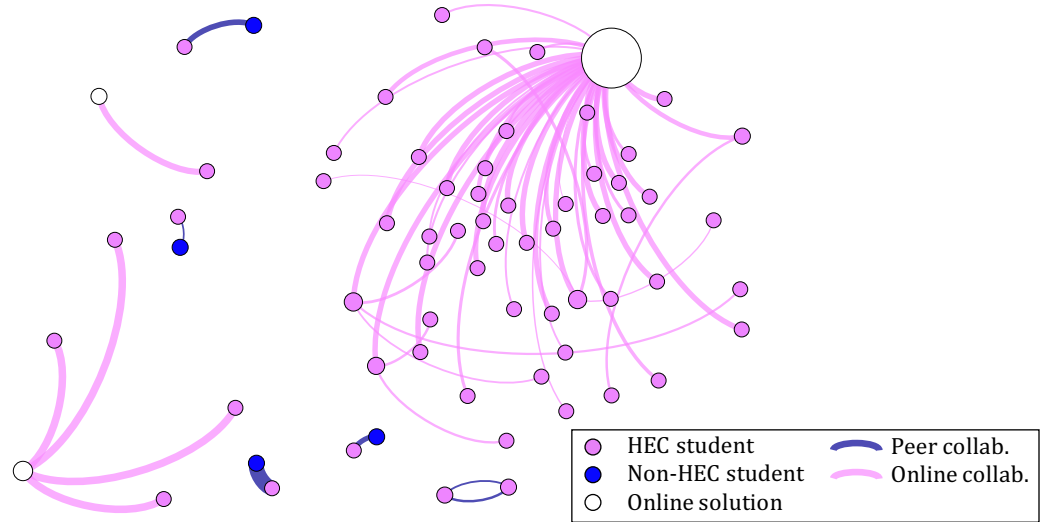 HEC student
Non-HEC student
Online solution
Peer collab.
Online collab.